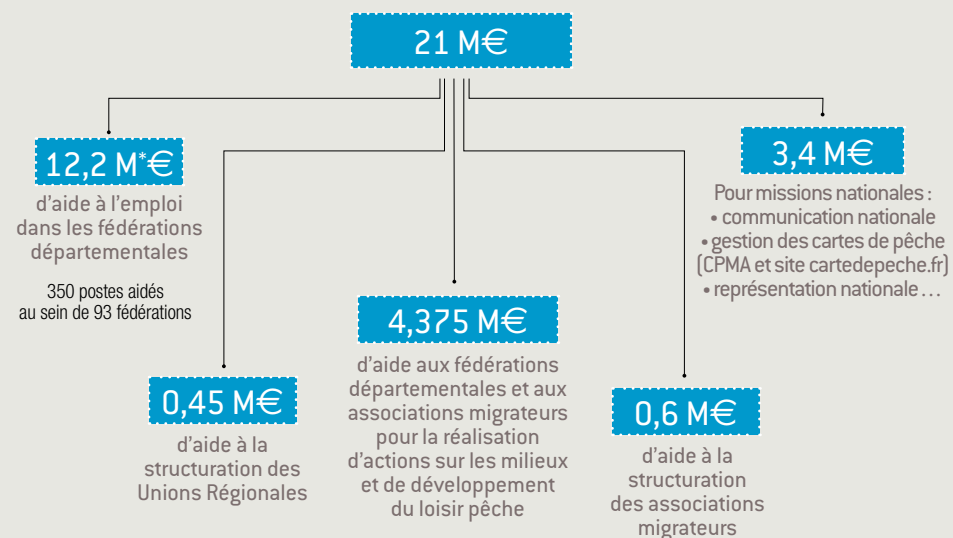 21 M€
12,2 M*€
d'aide à l'emploi
dans les fédérations
départementales
350 postes aidés
au sein de 93 fédérations
0,45 M€
d'aide à la
structuration des
Unions Régionales
4,375 M€
d'aide aux fédérations
départementales et aux
associations migrateurs
pour la réalisation
d'actions sur les milieux
et de développement
du loisir pêche
0,6 M€
d'aide à la
structuration
des associations
migrateurs
3,4 M€
Pour missions nationales :
• communication nationale
• gestion des cartes de pêche
(CPMA et site cartedepeche.fr)
• représentation nationale...